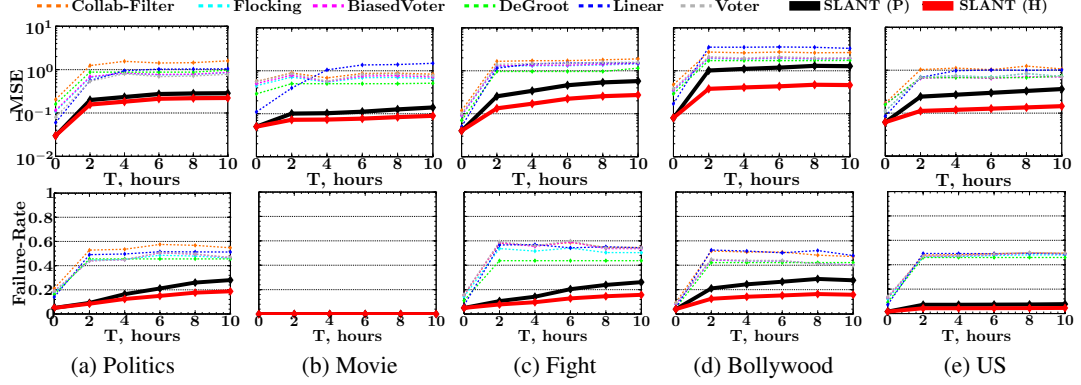 Collab-Filter Flocking BiasedVoter DeGroot Linear Voter SLANT (P) SLANT (H)
MSE
10^1
10^0
10^-1
10^-2
0 2 4 6 8 10
0 2 4 6 8 10
0 2 4 6 8 10
0 2 4 6 8 10
0 2 4 6 8 10
T, hours
T, hours
T, hours
T, hours
T, hours
Failure-Rate
1
0.8
0.6
0.4
0.2
0
0 2 4 6 8 10
0 2 4 6 8 10
0 2 4 6 8 10
0 2 4 6 8 10
0 2 4 6 8 10
T, hours
T, hours
T, hours
T, hours
T, hours
(a) Politics
(b) Movie
(c) Fight
(d) Bollywood
(e) US